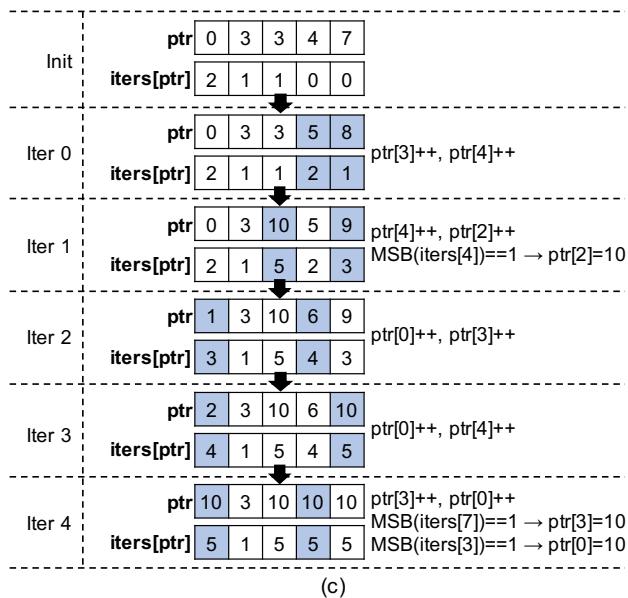 Init
ptr 0 3 3 4 7
iters[ptr] 2 1 1 0 0
Iter 0
ptr 0 3 3 5 8
iters[ptr] 2 1 1 2 1
ptr[3]++, ptr[4]++
Iter 1
ptr 0 3 10 5 9
iters[ptr] 2 1 5 2 3
ptr[4]++, ptr[2]++
MSB(iters[4])==1 → ptr[2]=10
Iter 2
ptr 1 3 10 6 9
iters[ptr] 3 1 5 4 3
ptr[0]++, ptr[3]++
Iter 3
ptr 2 3 10 6 10
iters[ptr] 4 1 5 4 5
ptr[0]++, ptr[4]++
Iter 4
ptr 10 3 10 10 10
iters[ptr] 5 1 5 5 5
ptr[3]++, ptr[0]++
MSB(iters[7])==1 → ptr[3]=10
MSB(iters[3])==1 → ptr[0]=10
(c)